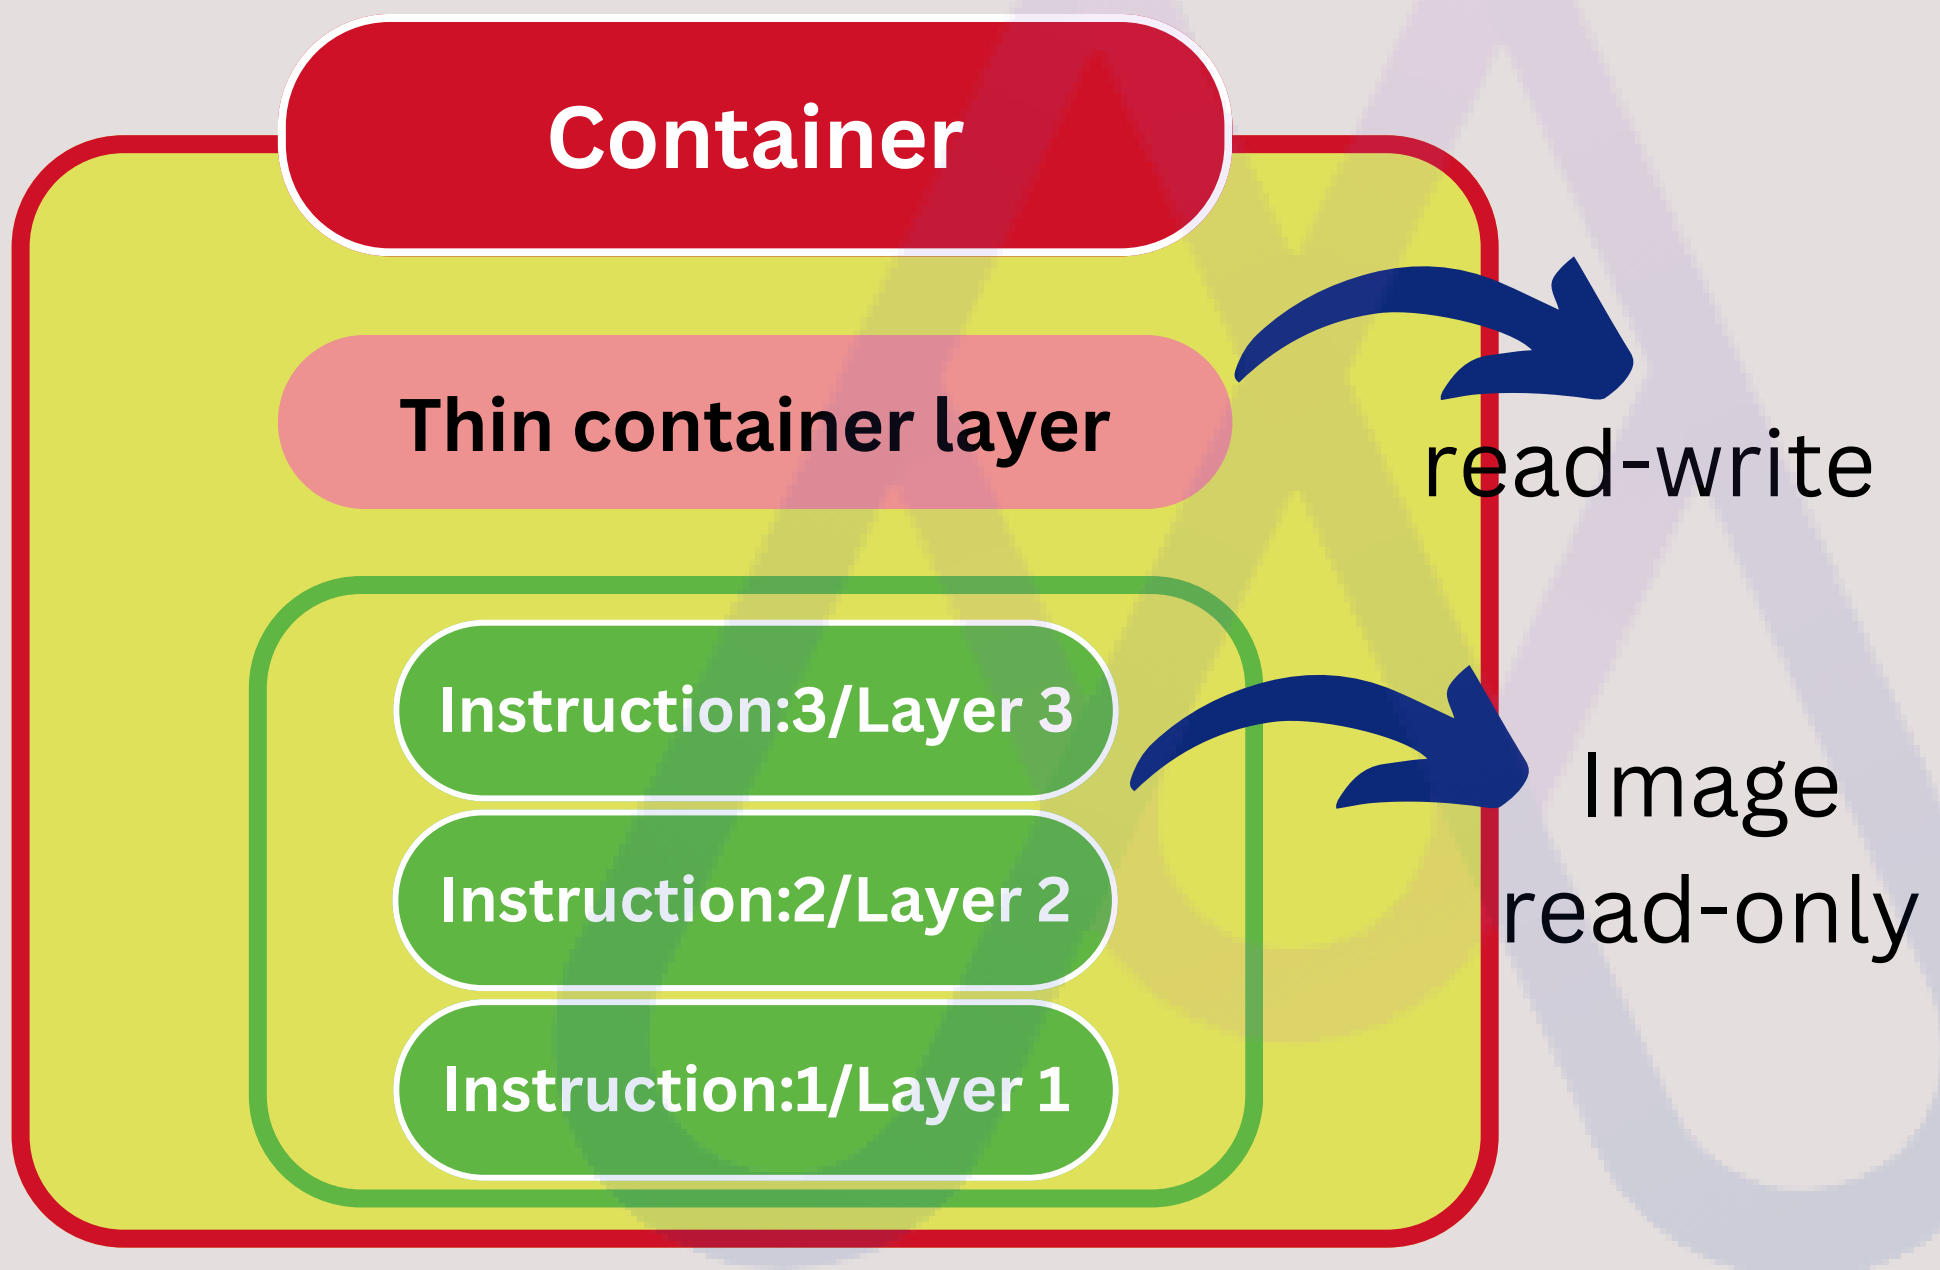 Container
Thin container layer
read-write
Instruction:3/Layer 3
Image
read-only
Instruction:2/Layer 2
Instruction:1/Layer 1